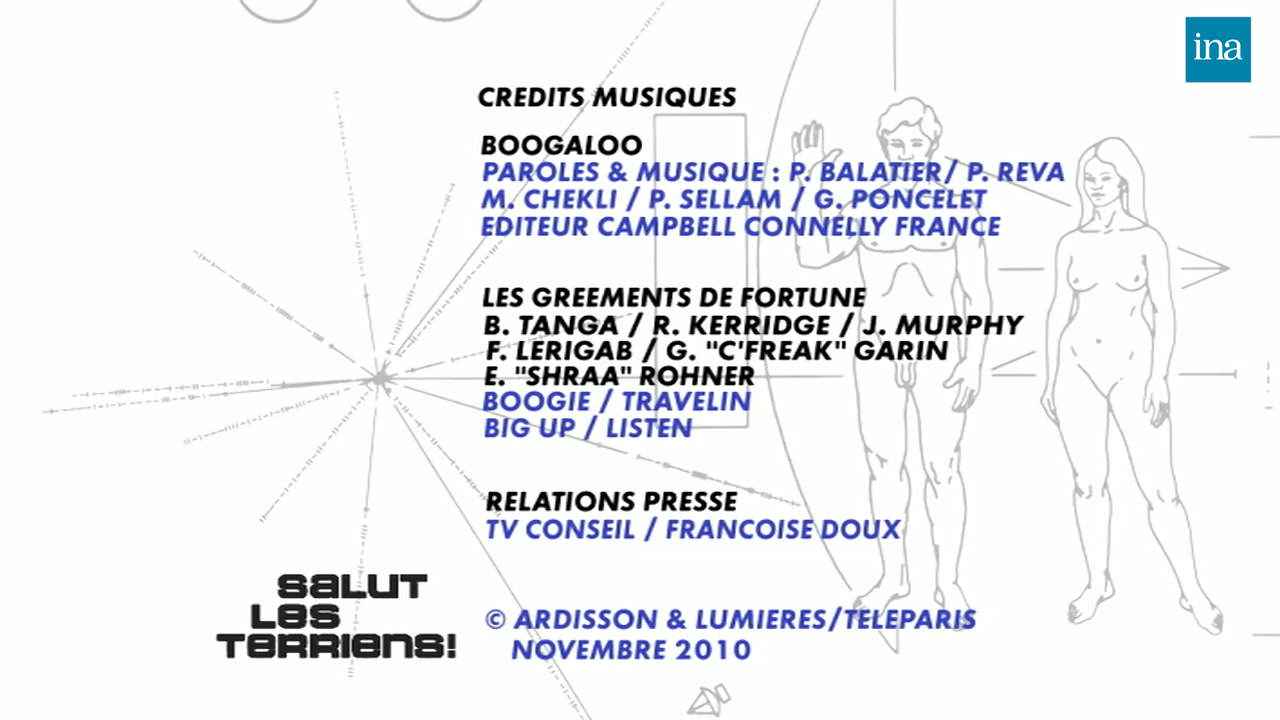 ina
CREDITS MUSIQUES
BOOGALOO
PAROLES & MUSIQUE : P. BALATIER/ P. REVA
M. CHEKLI / P. SELLAM / G. PONCELET
EDITEUR CAMPBELL CONNELLY FRANCE
LES GREEMENTS DE FORTUNE
B. TANGA / R. KERRIDGE / J. MURPHY
F. LERIGAB / G. "C'FREAK" GARIN
E. "SHRAA" ROHNER
BOOGIE / TRAVELIN
BIG UP / LISTEN
RELATIONS PRESSE
TV CONSEIL / FRANCOISE DOUX
SALUT
LES
TERRIENS!
© ARDISSON & LUMIERES/TELEPARIS
NOVEMBRE 2010